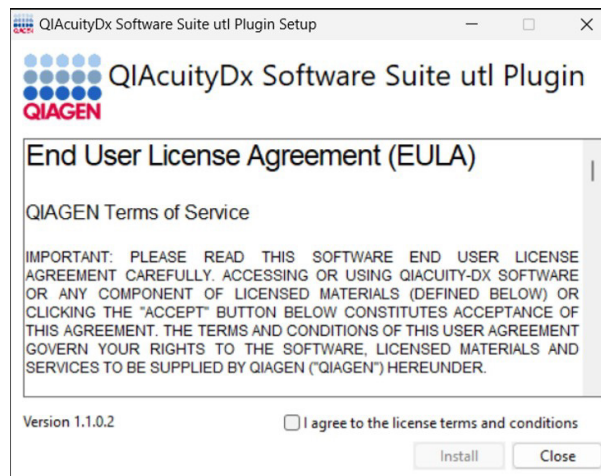 QIAcuityDx Software Suite utl Plugin Setup
QIAcuityDx Software Suite utl Plugin
QIAGEN
End User License Agreement (EULA)
QIAGEN Terms of Service
IMPORTANT: PLEASE READ THIS SOFTWARE END USER LICENSE
AGREEMENT CAREFULLY. ACCESSING OR USING QIACUITY-DX SOFTWARE
OR ANY COMPONENT OF LICENSED MATERIALS (DEFINED BELOW) OR
CLICKING THE "ACCEPT" BUTTON BELOW CONSTITUTES ACCEPTANCE OF
THIS AGREEMENT. THE TERMS AND CONDITIONS OF THIS USER AGREEMENT
GOVERN YOUR RIGHTS TO THE SOFTWARE, LICENSED MATERIALS AND
SERVICES TO BE SUPPLIED BY QIAGEN ("QIAGEN") HEREUNDER.
Version 1.1.0.2
I agree to the license terms and conditions
Install
Close